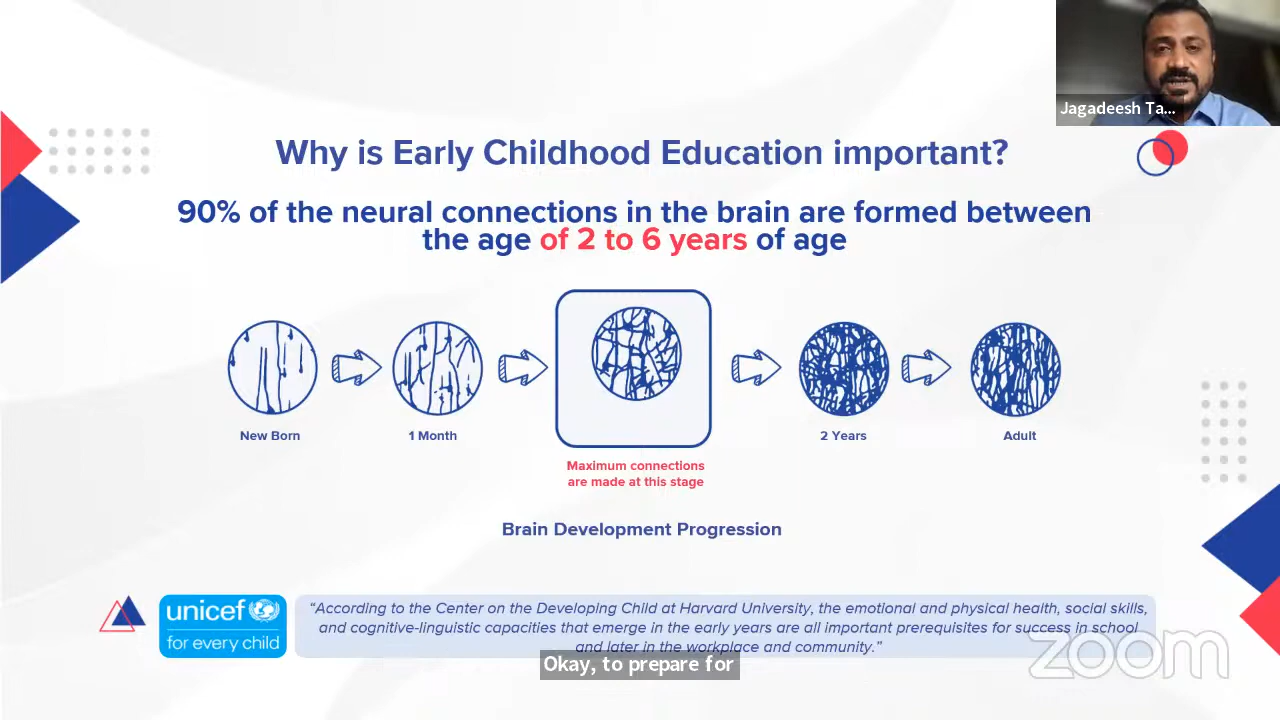 Jagadeesh Ta...
Why is Early Childhood Education important?
90% of the neural connections in the brain are formed between
the age of 2 to 6 years of age
New Born
1 Month
Maximum connections
are made at this stage
2 Years
Adult
Brain Development Progression
unicef
for every child
“According to the Center on the Developing Child at Harvard University, the emotional and physical health, social skills,
and cognitive-linguistic capacities that emerge in the early years are all important prerequisites for success in school
and later in the workplace and community.”
Okay, to prepare for
zoom